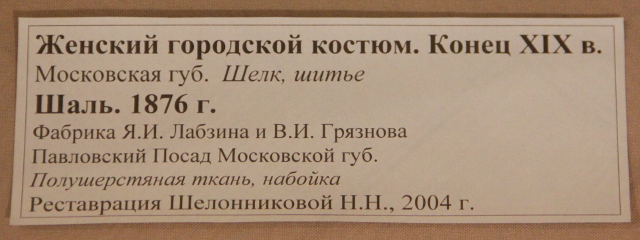 Женский городской костюм. Конец XIX в.
Московская губ. Шелк, шитье
Шаль. 1876 г.
Фабрика Я.И. Лабзина и В.И. Грязнова
Павловский Посад Московской губ.
Полушерстяная ткань, набойка
Реставрация Шелонниковой Н.Н., 2004 г.